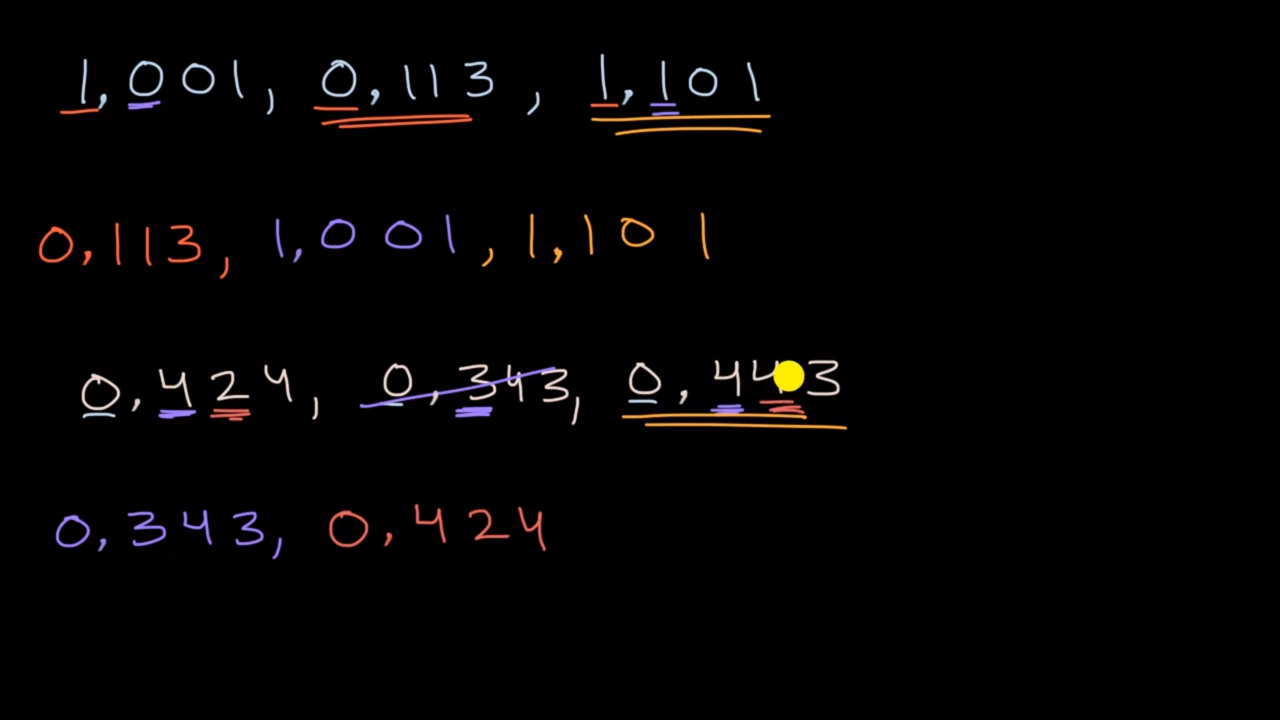 1,001, 0,113, 1,101
0,113, 1,001, 1,101
0,424, 0,343, 0,443
0,343, 0,424